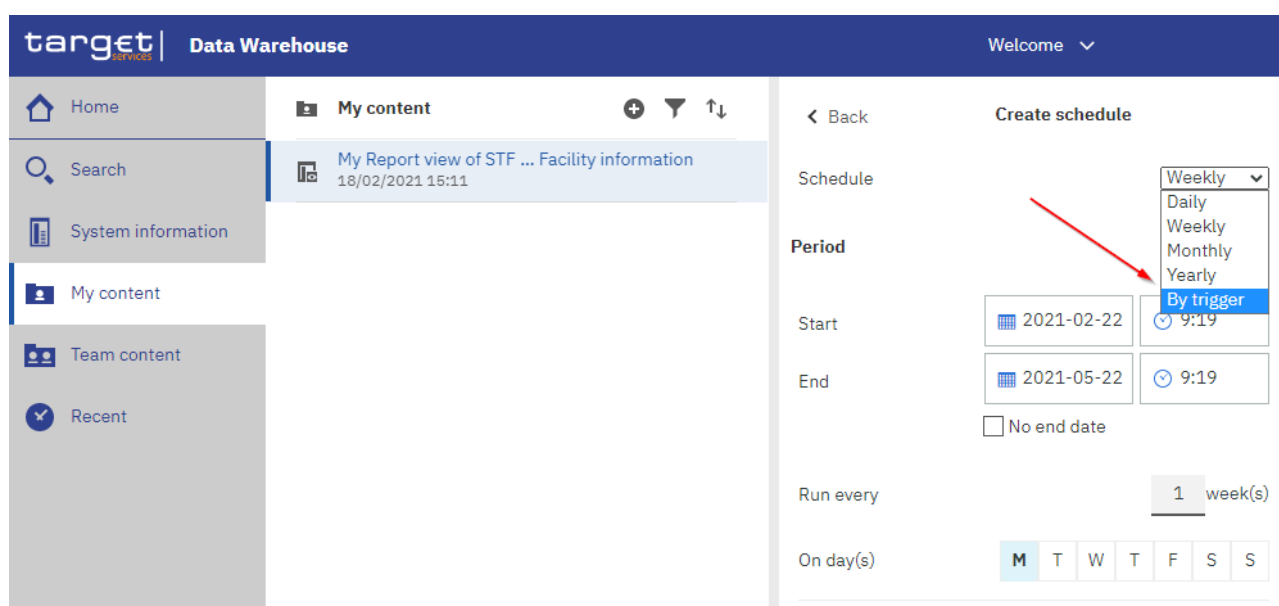 target services Data Warehouse Welcome
Home
Search
System information
My content
Team content
Recent
My content
My Report view of STF ... Facility information
18/02/2021 15:11
Back Create schedule
Schedule Weekly
Daily
Weekly
Monthly
Yearly
By trigger
Period
Start 2021-02-22 9:19
End 2021-05-22 9:19
No end date
Run every 1 week(s)
On day(s) M T W T F S S